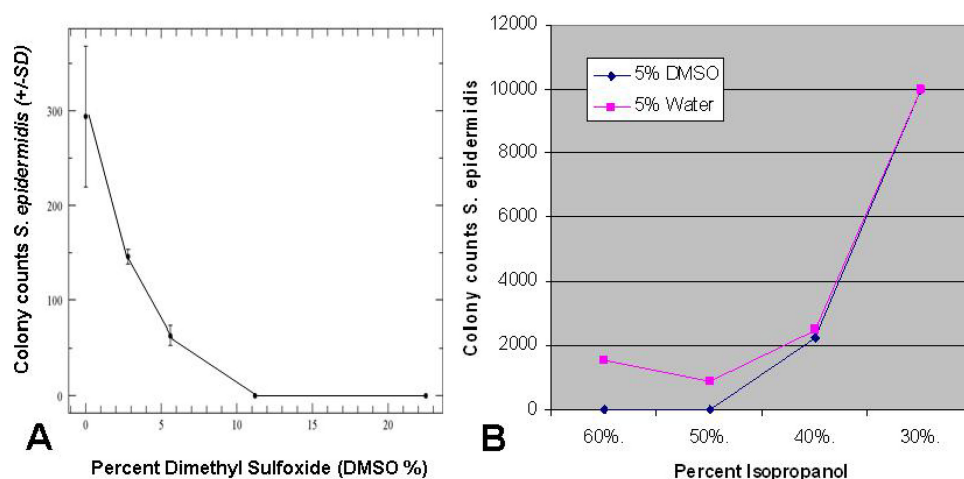 Colony counts S. epidermidis (+/-SD)
300
200
100
0
0
5
10
15
20
A
Percent Dimethyl Sulfoxide (DMSO %)
Colony counts S. epidermidis
12000
10000
8000
6000
4000
2000
0
5% DMSO
5% Water
60%.
50%.
40%.
30%.
B
Percent Isopropanol